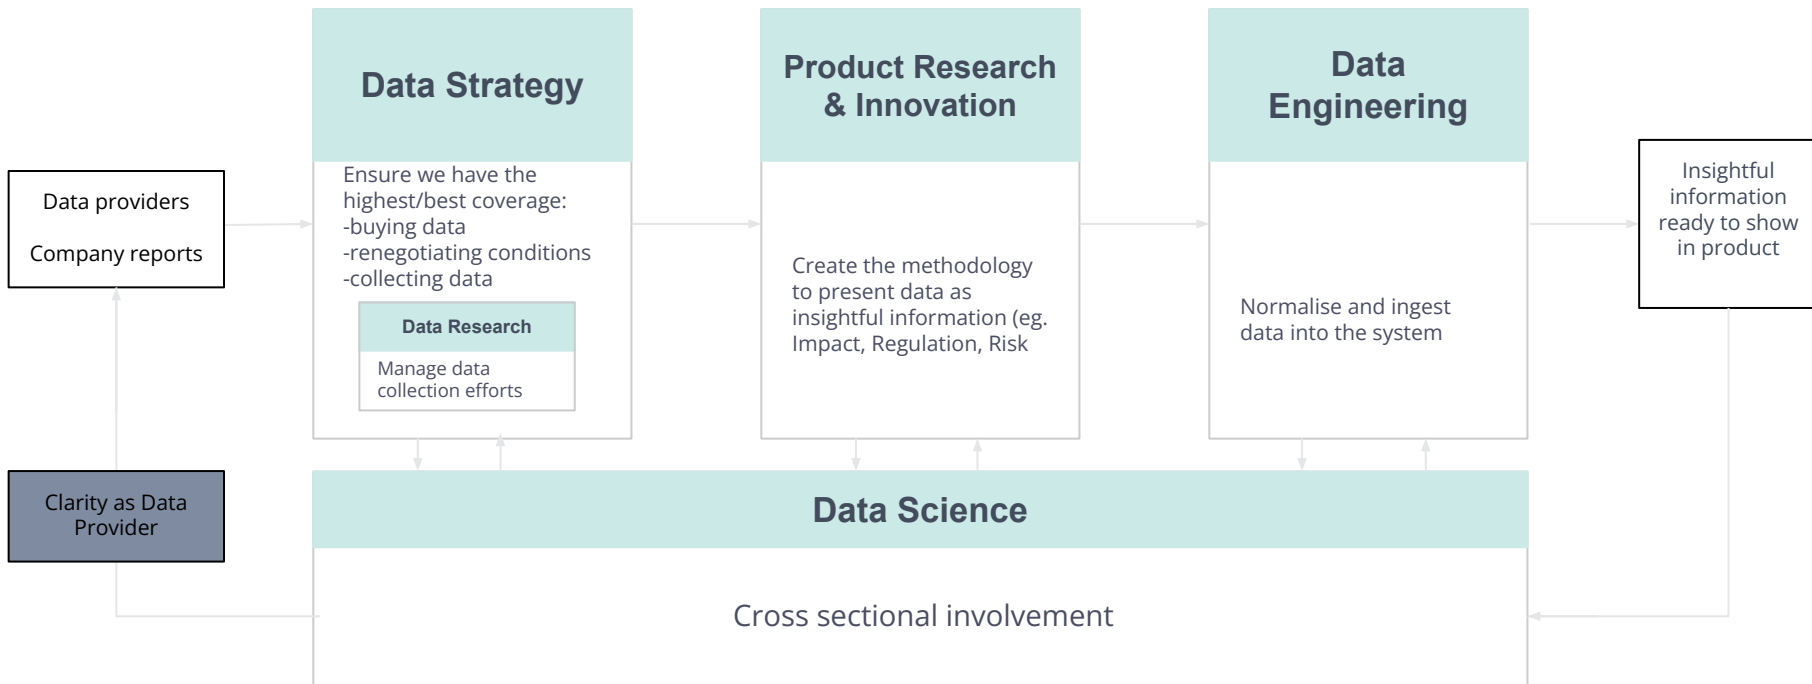 Data Strategy
Product Research
& Innovation
Data
Engineering
Data providers
Company reports
Ensure we have the
highest/best coverage:
-buying data
-renegotiating conditions
-collecting data
Data Research
Manage data
collection efforts
Create the methodology
to present data as
insightful information (eg.
Impact, Regulation, Risk
Normalise and ingest
data into the system
Insightful
information
ready to show
in product
Clarity as Data
Provider
Data Science
Cross sectional involvement